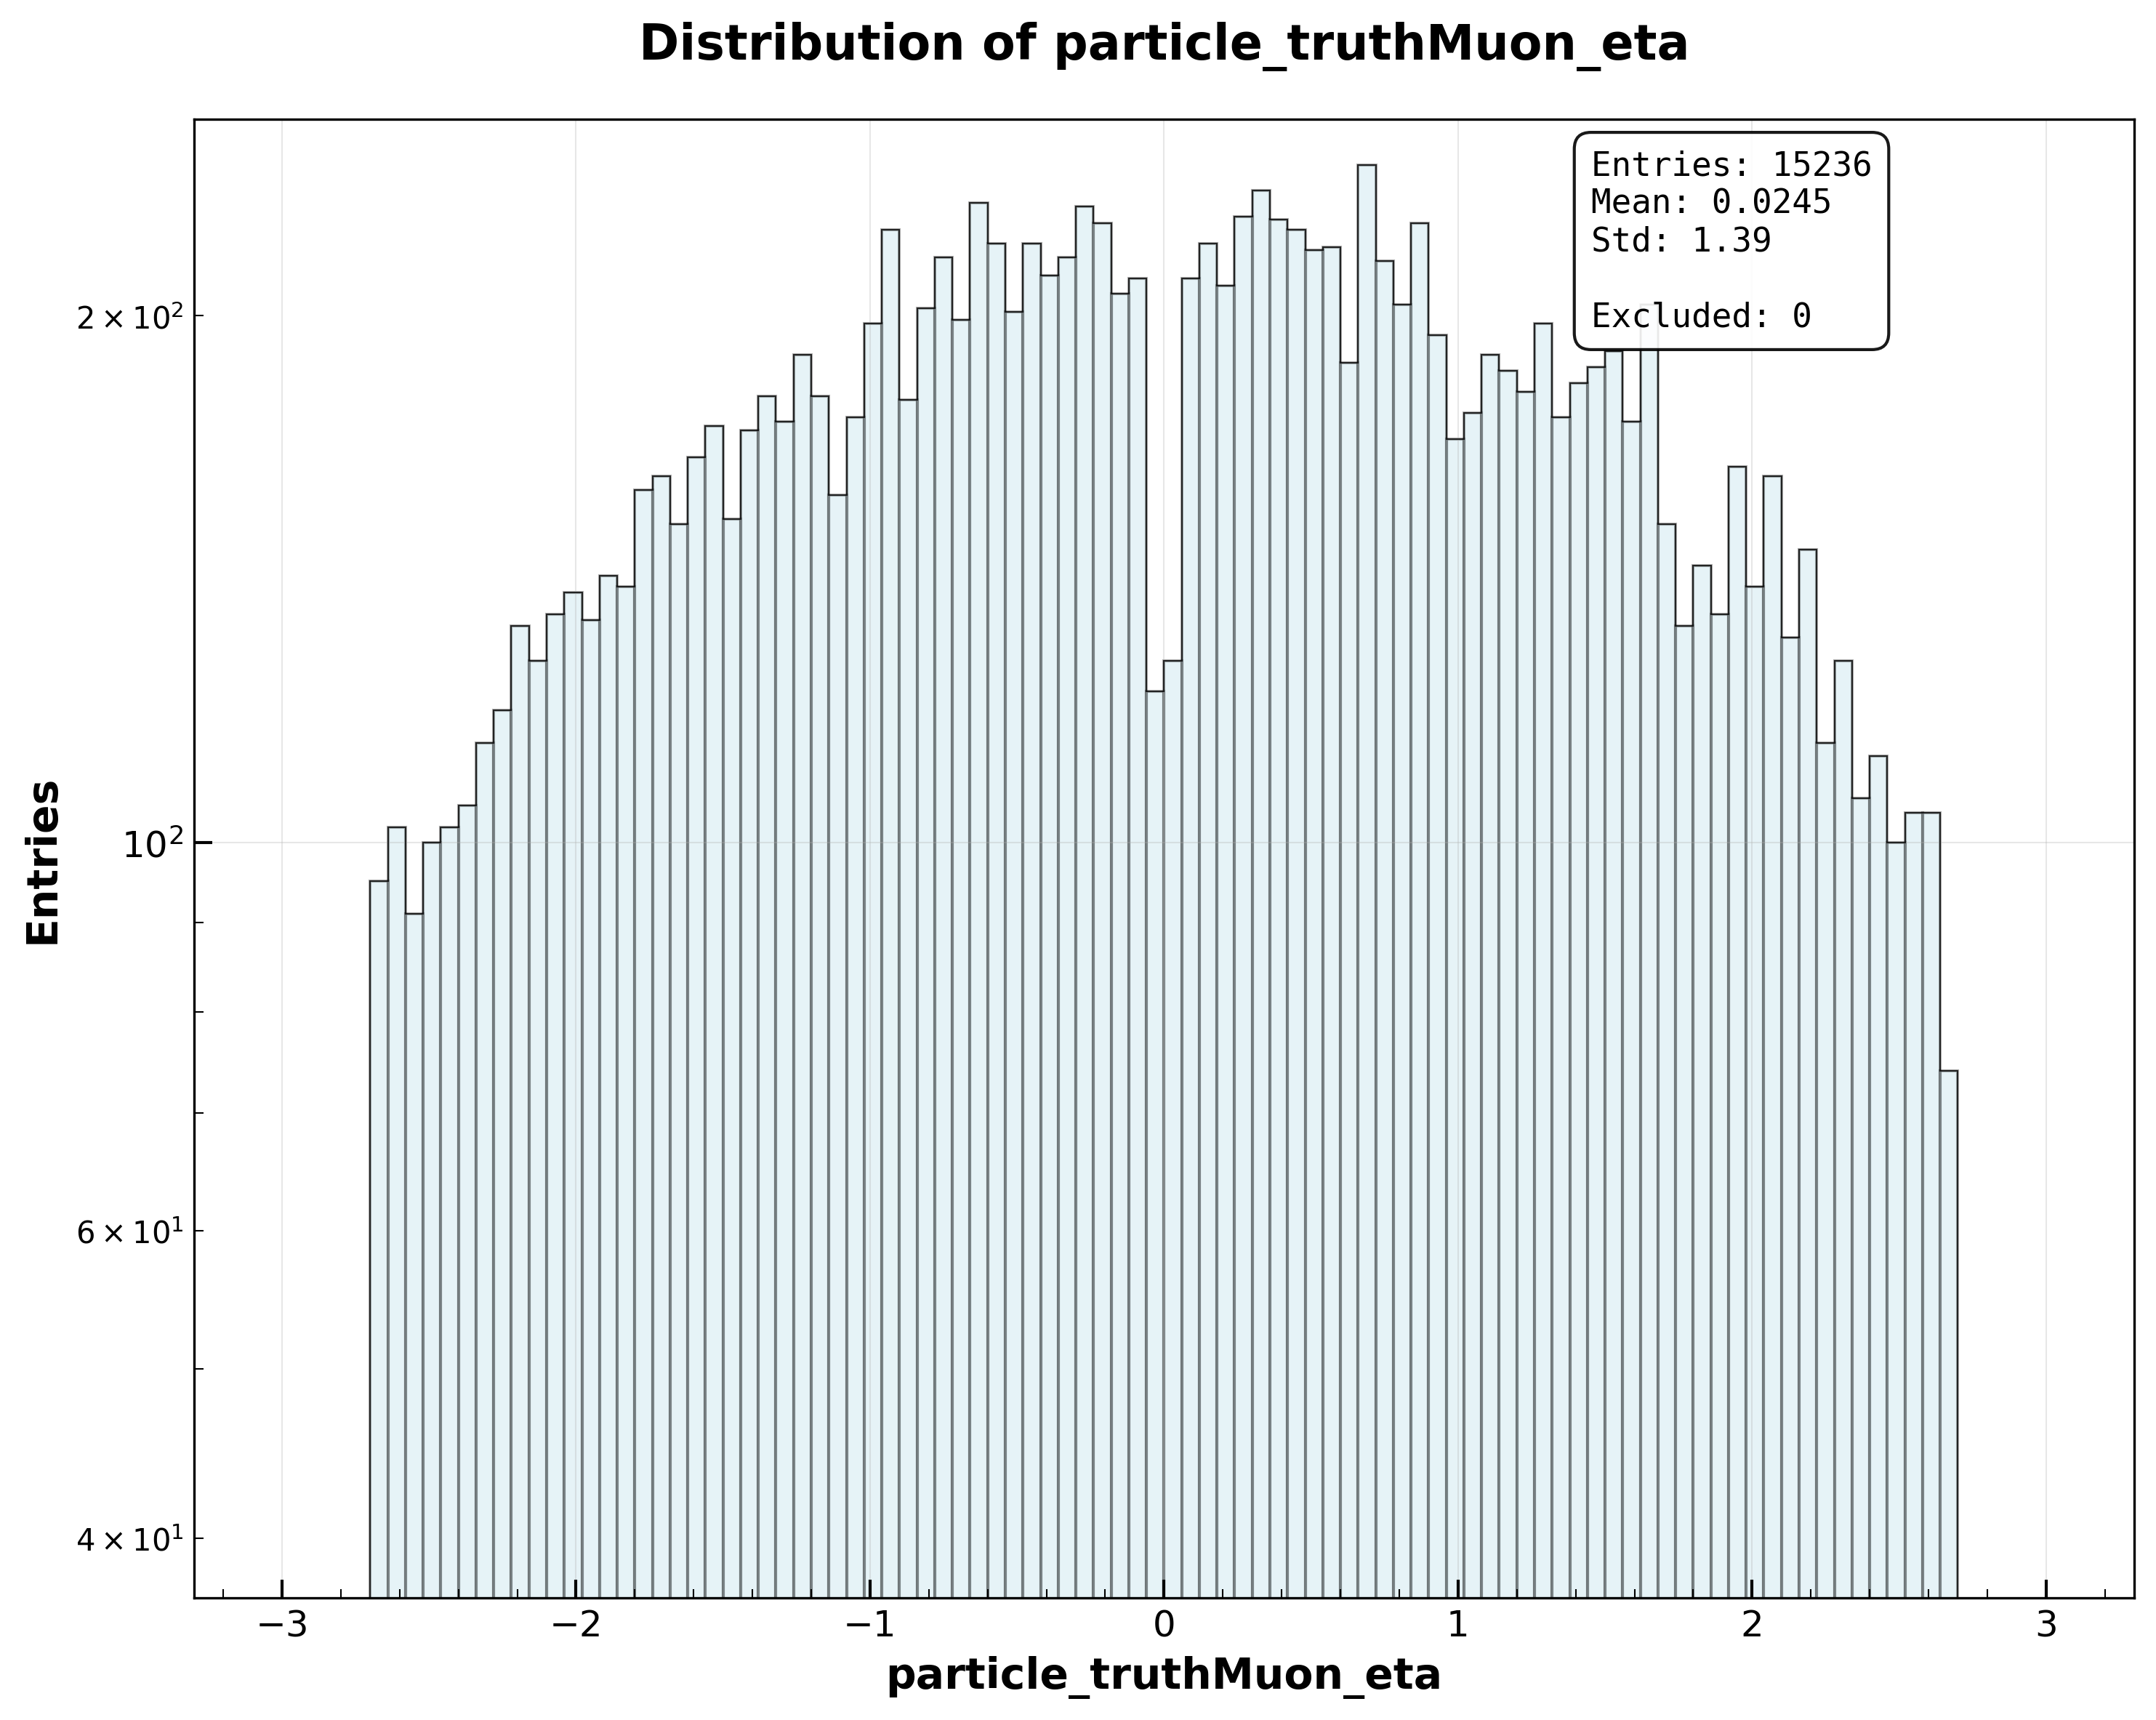 Distribution of particle_truthMuon_eta
Entries: 15236
Mean: 0.0245
Std: 1.39
Excluded: 0
Entries
2 × 10²
10²
6 × 10¹
4 × 10¹
−3 −2 −1 0 1 2 3
particle_truthMuon_eta